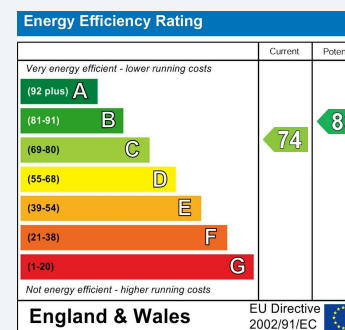 Energy Efficiency Rating
Current
Very energy efficient - lower running costs
(92 plus) A
(81-91) B
(69-80) C
74
(55-68) D
(39-54) E
(21-38) F
(1-20) G
Not energy efficient - higher running costs
England & Wales
EU Directive
2002/91/EC